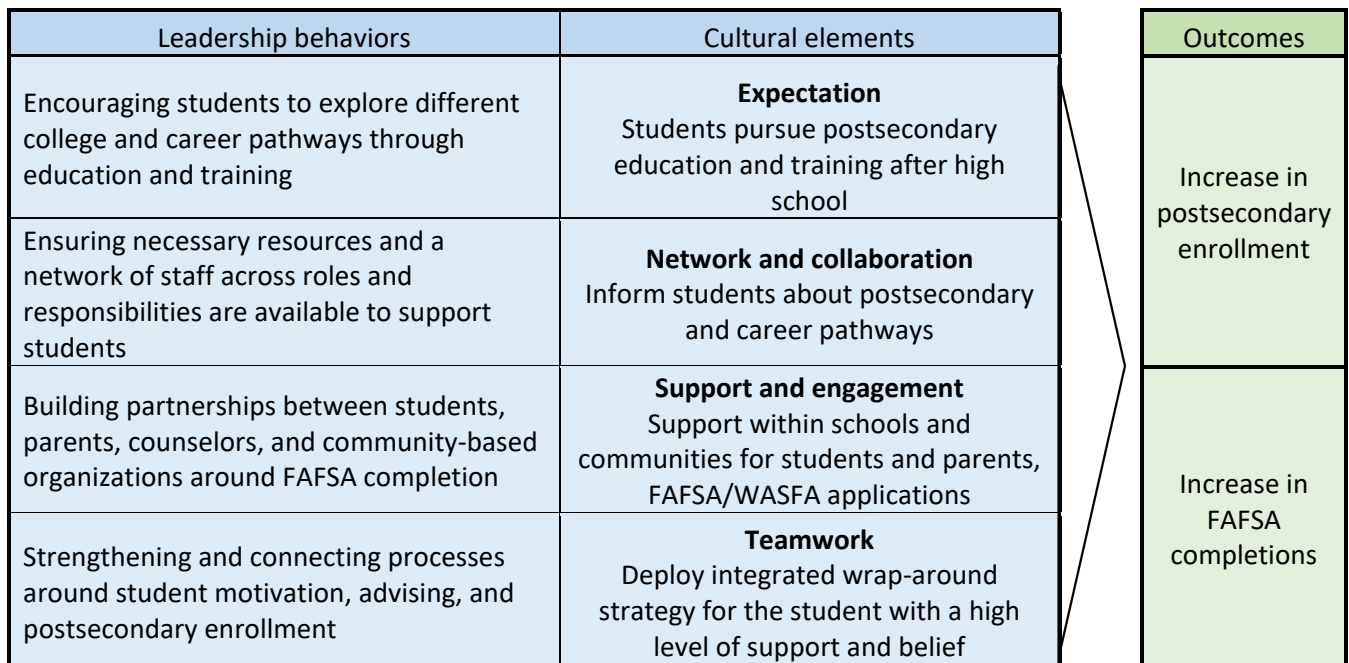 Leadership behaviors
Cultural elements
Outcomes
Encouraging students to explore different
college and career pathways through
education and training
Expectation
Students pursue postsecondary
education and training after high
school
Ensuring necessary resources and a
network of staff across roles and
responsibilities are available to support
students
Network and collaboration
Inform students about postsecondary
and career pathways
Increase in
postsecondary
enrollment
Building partnerships between students,
parents, counselors, and community-based
organizations around FAFSA completion
Support and engagement
Support within schools and
communities for students and parents,
FAFSA/WASFA applications
Strengthening and connecting processes
around student motivation, advising, and
postsecondary enrollment
Teamwork
Deploy integrated wrap-around
strategy for the student with a high
level of support and belief
Increase in
FAFSA
completions